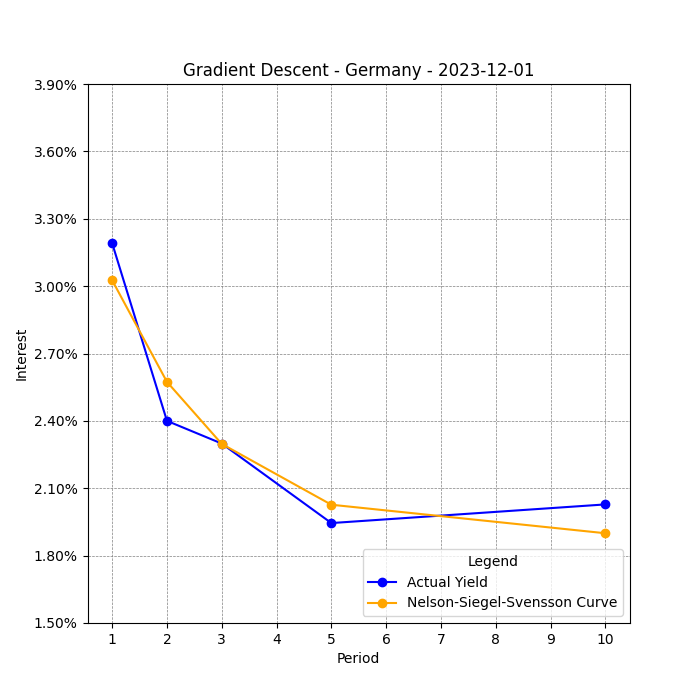 Gradient Descent - Germany - 2023-12-01
3.90%
3.60%
3.30%
3.00%
2.70%
2.40%
2.10%
1.80%
1.50%
Interest
1 2 3 4 5 6 7 8 9 10
Period
Legend
Actual Yield
Nelson-Siegel-Svensson Curve